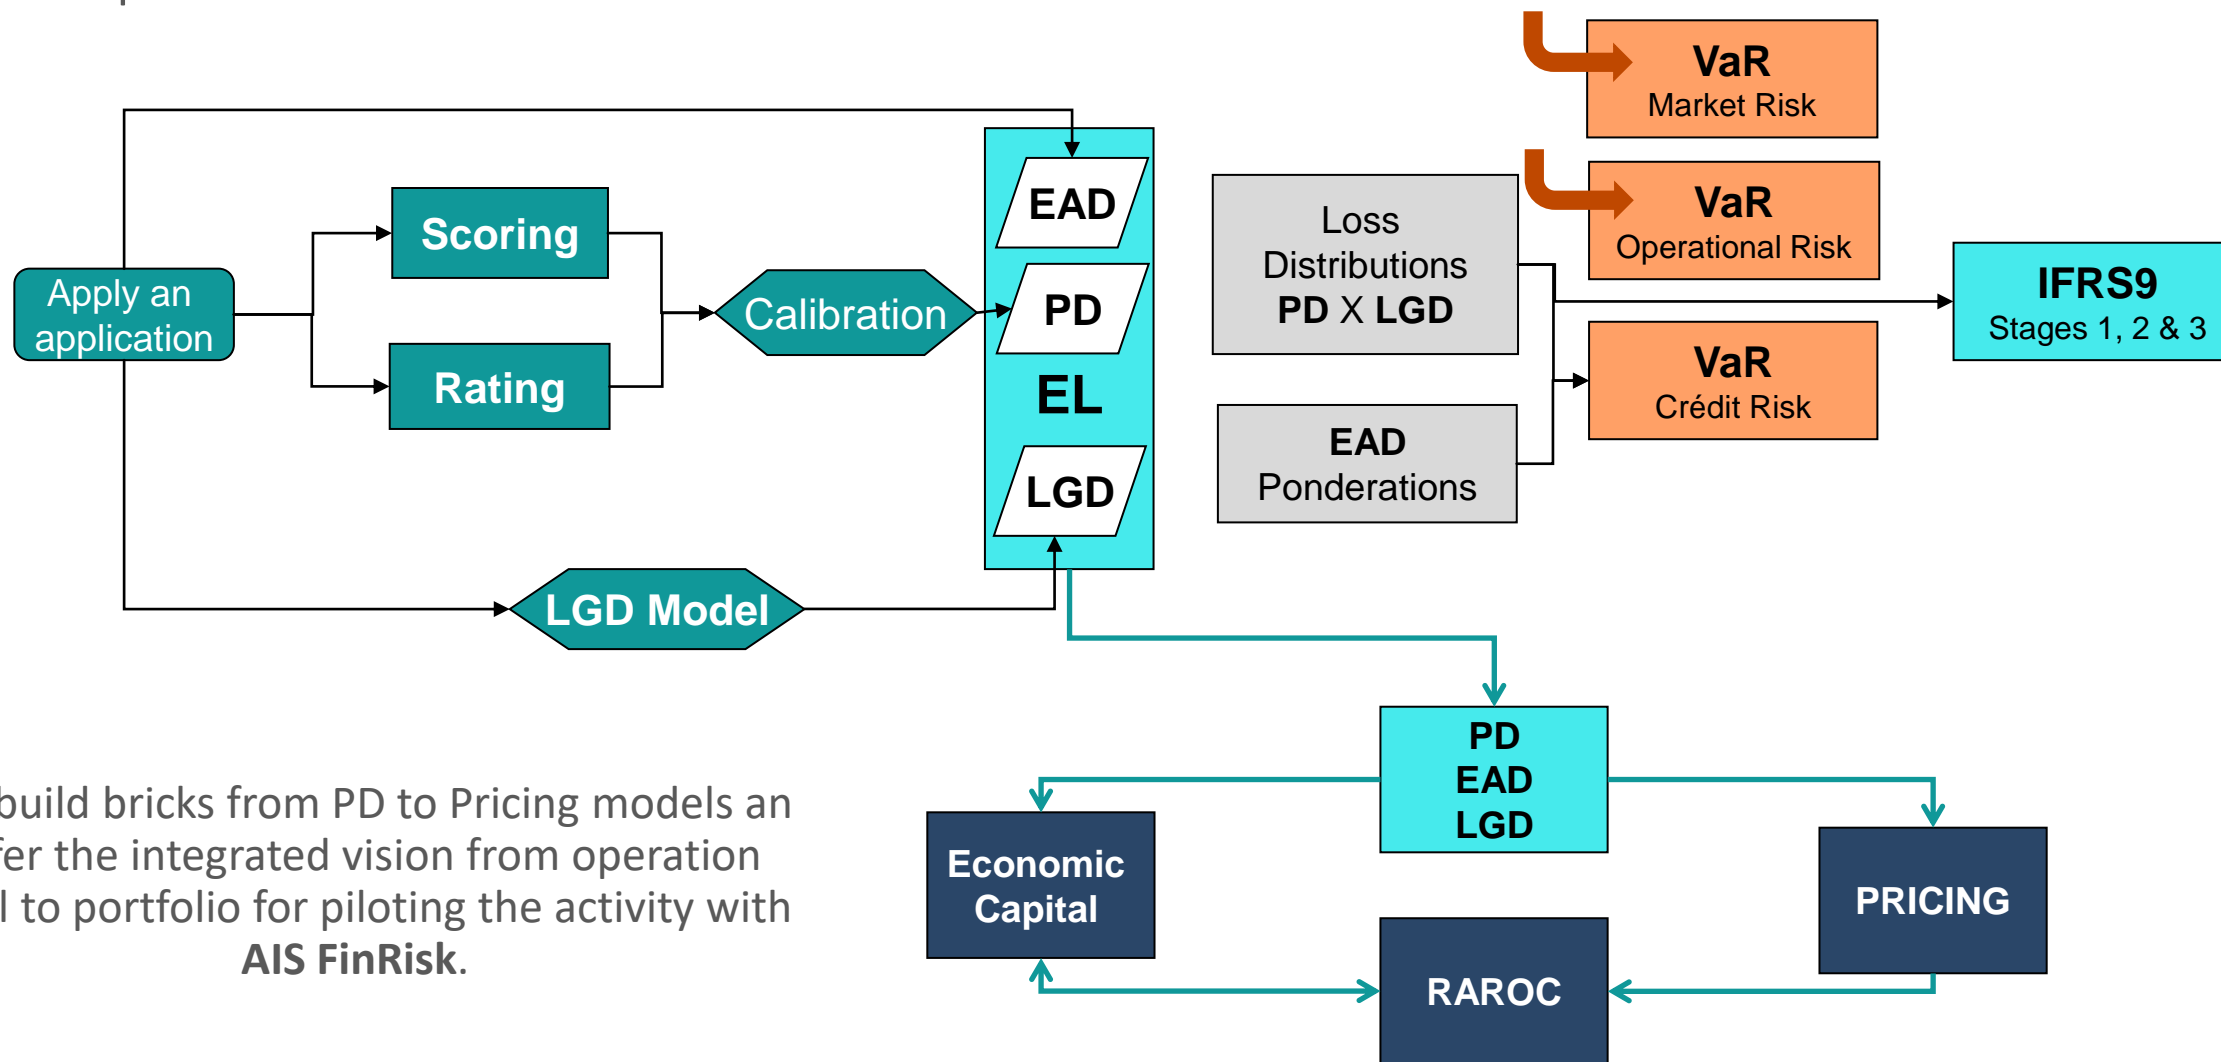 VaR
Market Risk
VaR
Operational Risk
Loss
Distributions
PD X LGD
EAD
Scoring
Apply an
application
Calibration
PD
IFRS9
Stages 1, 2 & 3
Rating
EL
VaR
Crédit Risk
EAD
Ponderations
LGD
LGD Model
PD
EAD
LGD
build bricks from PD to Pricing models an
the integrated vision from operation
to portfolio for piloting the activity with
AIS FinRisk.
Economic
Capital
PRICING
RAROC